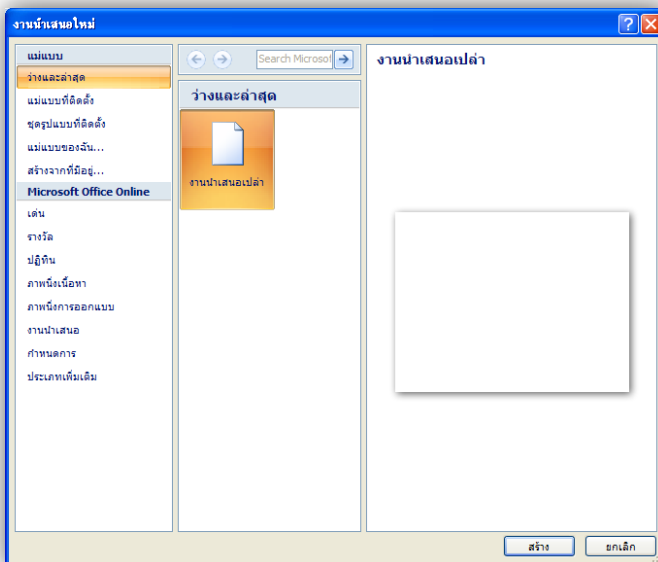 งานนำเสนอใหม่
แม่แบบ
ว่างและล่าสุด
แม่แบบที่ติดตั้ง
ชุดรูปแบบที่ติดตั้ง
แม่แบบของฉัน...
สร้างจากที่มีอยู่...
Microsoft Office Online
เด่น
รางวัล
ปฏิทิน
ภาพนิ่งเนื้อหา
ภาพนิ่งการออกแบบ
งานนำเสนอ
กำหนดการ
ประเภทเพิ่มเติม
Search Microsof
ว่างและล่าสุด
งานนำเสนอเปล่า
งานนำเสนอเปล่า
สร้าง
ยกเลิก